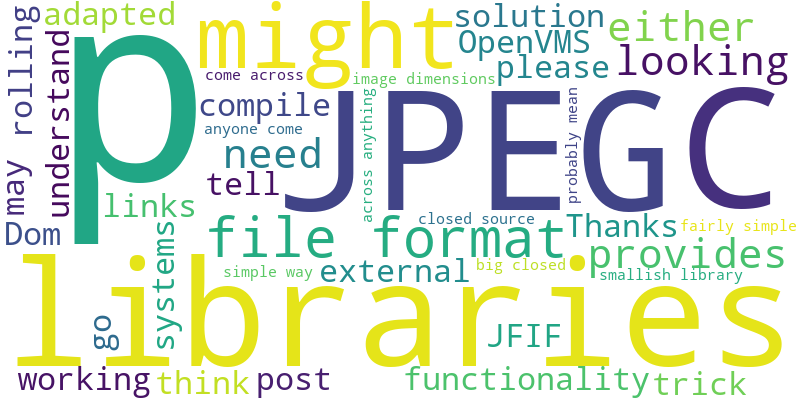 adapted
p
might
solution
either
OpenVMS
looking
please
come across
image dimensions
may rolling
understand
compile
JPEG
C
across anything
probably mean
anyone come
need
tell
links
closed source
Thanks
fairly simple
Dom
file format
provides
systems
simple way
external
big closed
smallish library
libraries
go
JFIF
working
think
post
functionality
trick